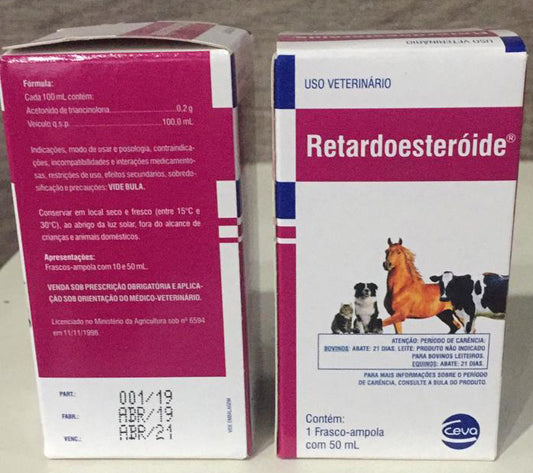 Fórmula:
Cada 100 mL contém:
Acetonido de triancinolona............................0,2 g
Veículo q.s.p. ............................100,0 mL
Indicações, modo de usar e posologia, contraindica-
ções, incompatibilidades e interações medicamento-
sas, restrições de uso, efeitos secundários, sobredo-
sificação e precauções: VIDE BULA.
Conservar em local seco e fresco (entre 15°C e
30°C), ao abrigo da luz solar, fora do alcance de
crianças e animais domésticos.
Apresentações:
Frascos-ampola com 10 e 50 mL.
VENDA SOB PRESCRIÇÃO OBRIGATÓRIA E APLICA-
ÇÃO SOB ORIENTAÇÃO DO MÉDICO-VETERINÁRIO.
Licenciado no Ministério da Agricultura sob nº 6594
em 11/11/1998.
PART.: 001/19
FABR.: ABR/19
VENC.: ABR/21
VIDE EMBALAGEM
USO VETERINÁRIO
USO VETERINÁRIO
Retardoesteróide®
ATENÇÃO: PERÍODO DE CARÊNCIA:
BOVINOS: ABATE: 21 DIAS. LEITE: PRODUTO NÃO INDICADO
PARA BOVINOS LEITEIROS.
EQUINOS: ABATE: 21 DIAS.
PARA MAIS INFORMAÇÕES SOBRE O PERÍODO
DE CARÊNCIA, CONSULTE A BULA DO PRODUTO.
Contém:
1 Frasco-ampola
com 50 mL
Ceva